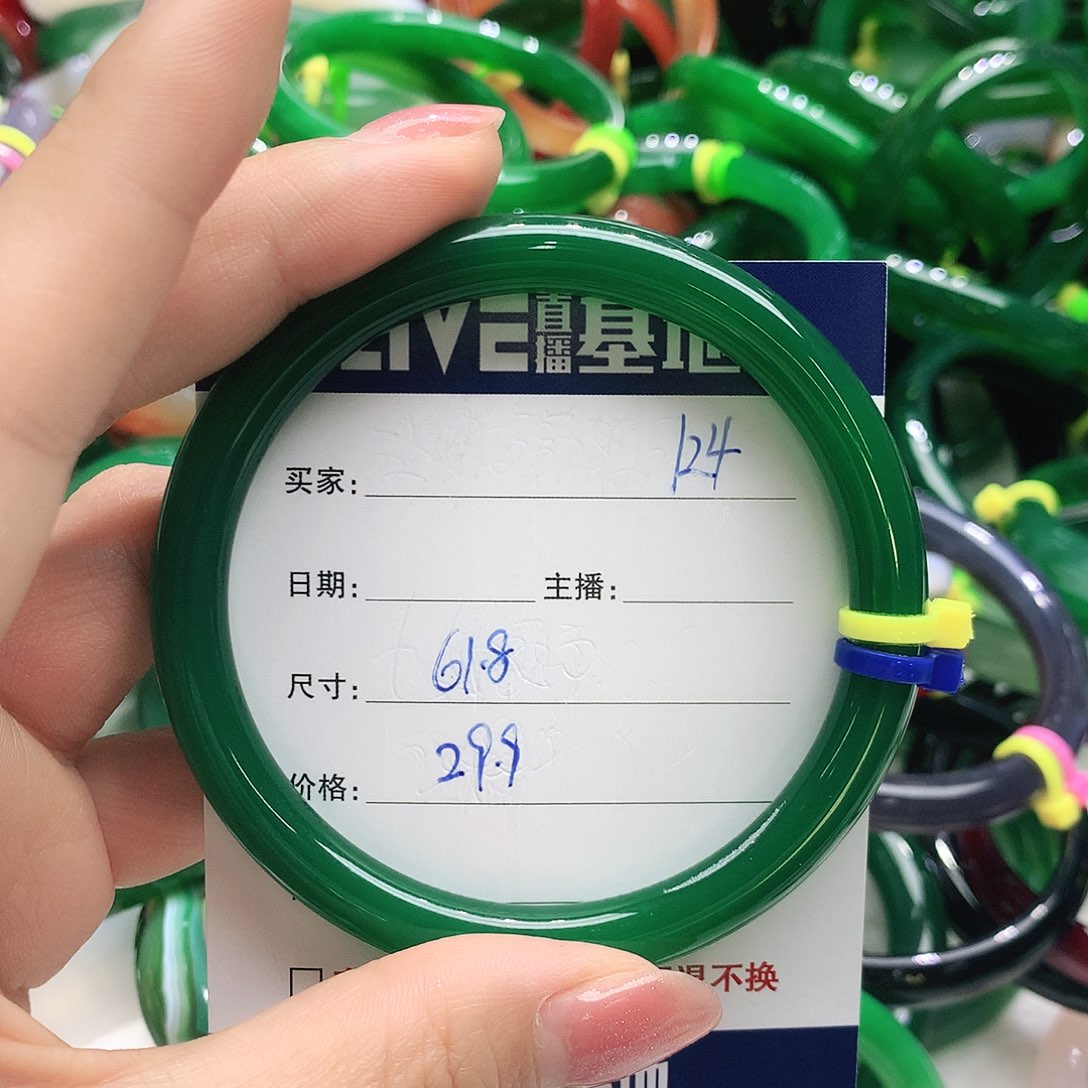 LIVE直播基地
买家: 124
日期: 主播:
尺寸: 61.8
价格: 29.9
退不换